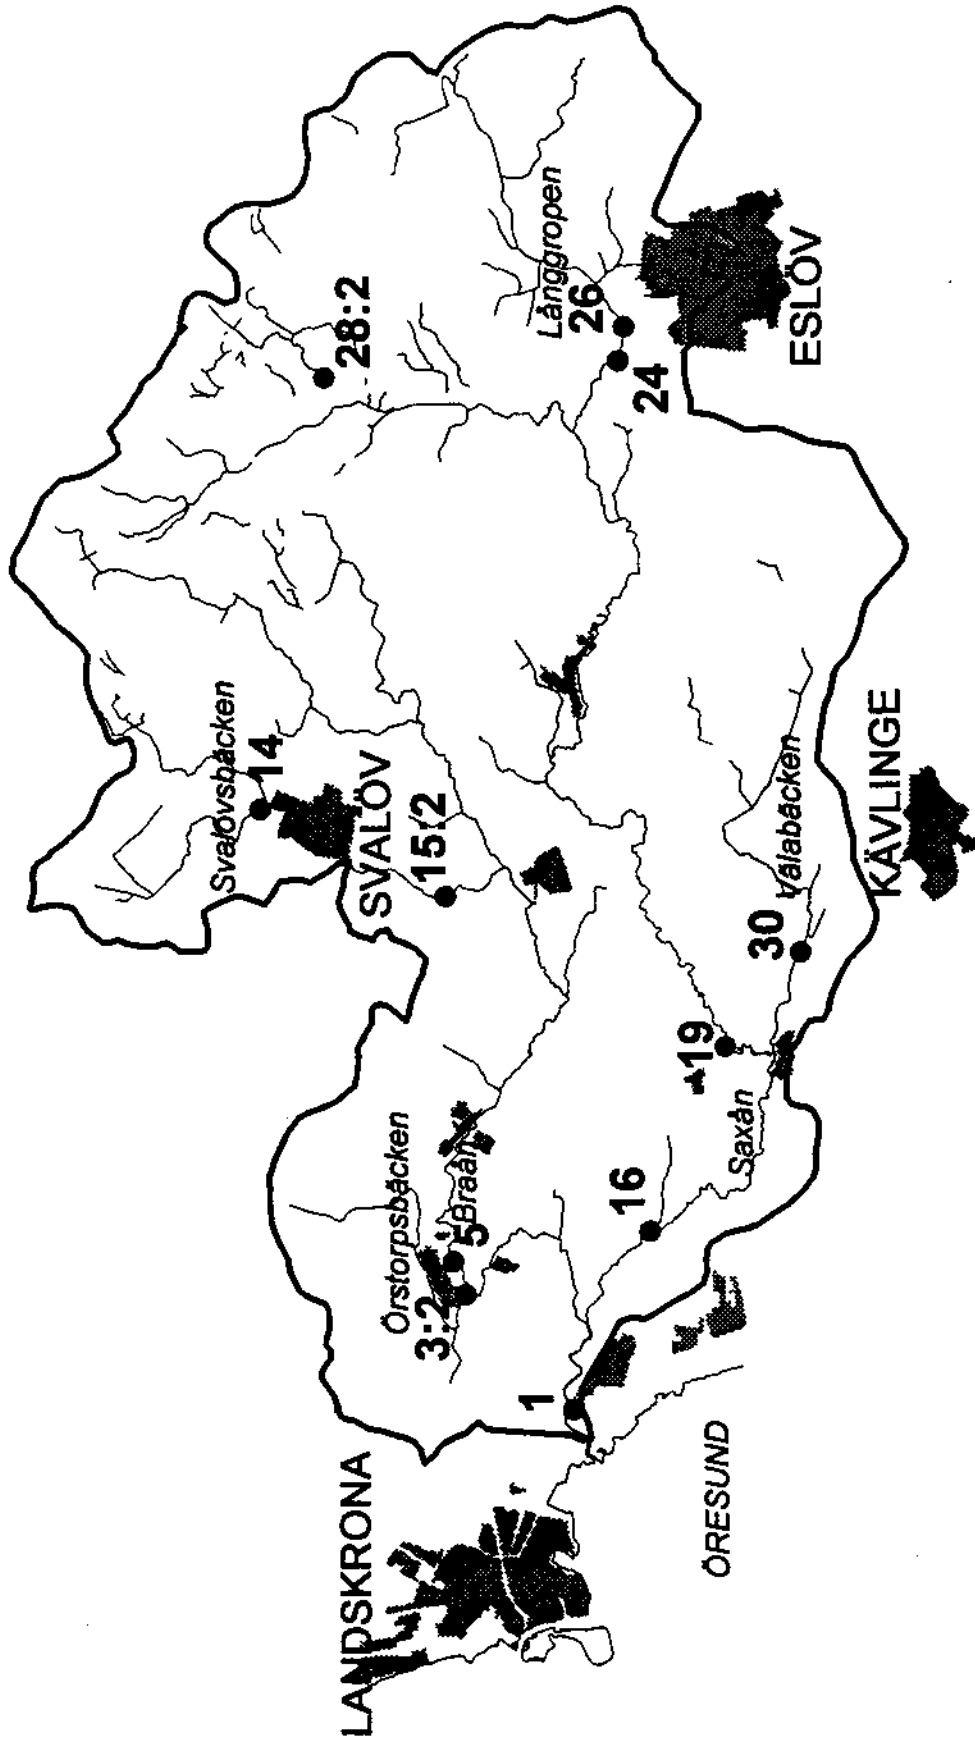 Svalövsbäcken
14
28:2
LANDSKRONA
SVALÖV
Örstorpsbäcken
3:2
5
Braån
15:2
Långgropen
26
24
1
16
19
Saxån
30
Välabäcken
ÖRESUND
KÄVLINGE
ESLÖV